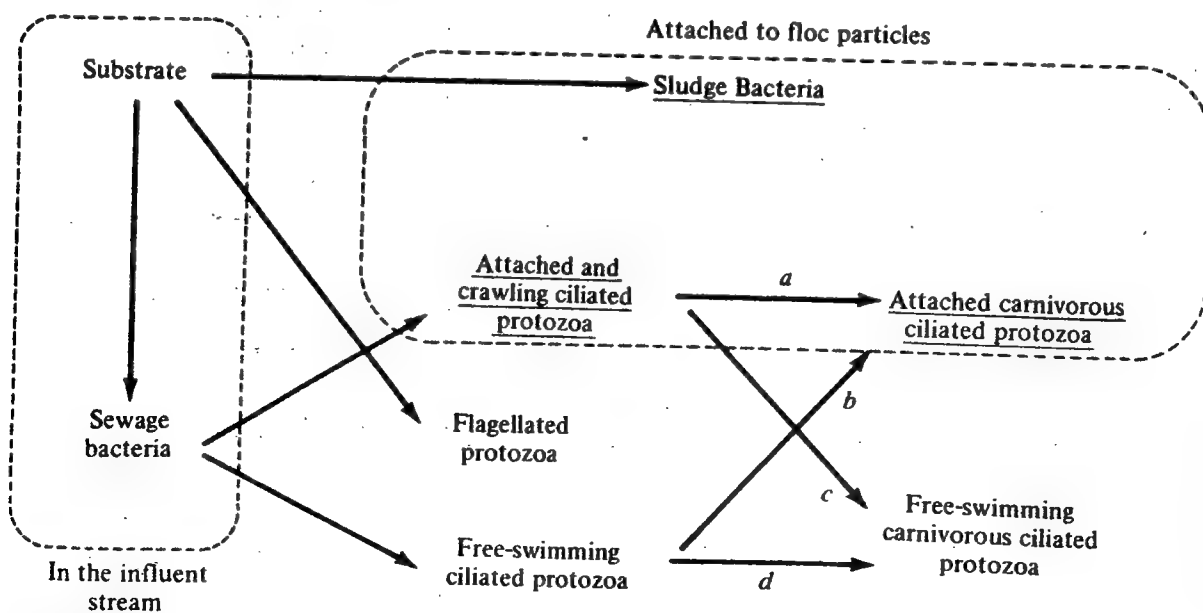 Attached to floc particles
Substrate
Sludge Bacteria
Attached and
crawling ciliated
protozoa
a
Attached carnivorous
ciliated protozoa
b
Sewage
bacteria
Flagellated
protozoa
c
Free-swimming
carnivorous ciliated
protozoa
Free-swimming
ciliated protozoa
d
In the influent
stream